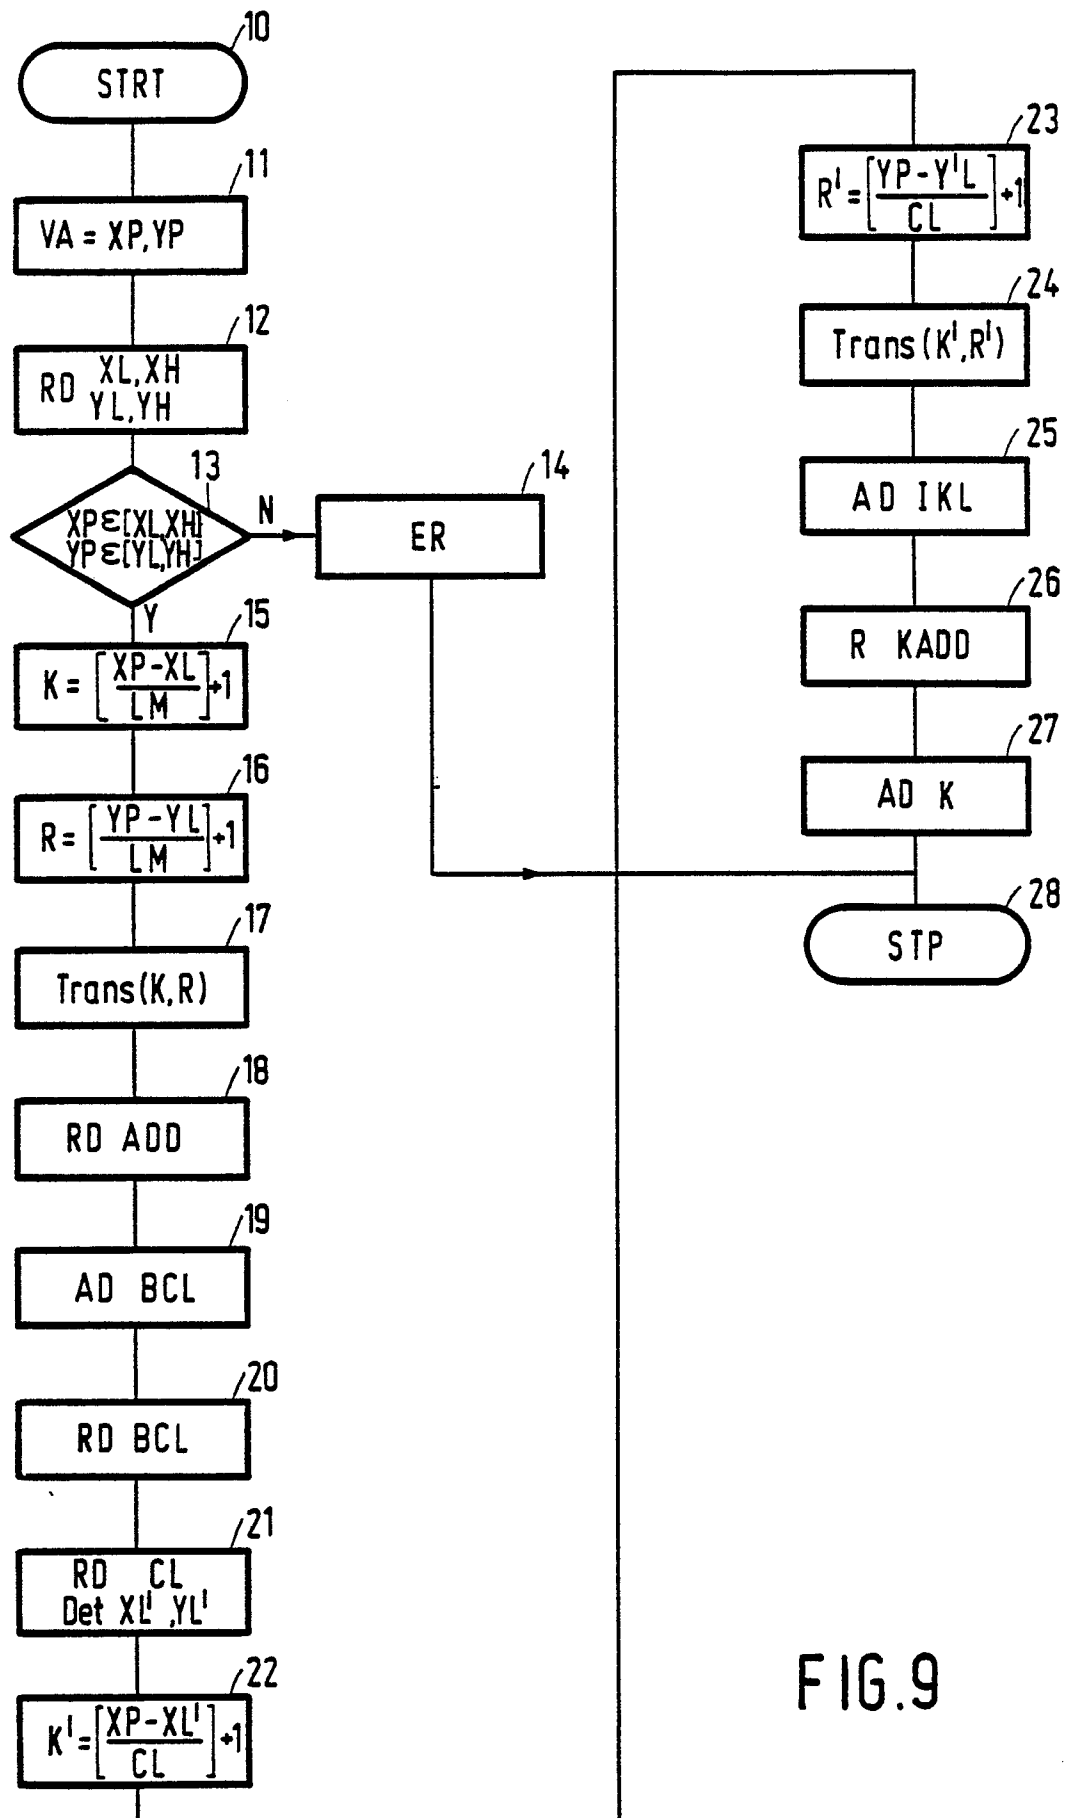 10
STRT
11
VA = XP, YP
12
RD XL, XH
YL, YH
13
XP ε [XL, XH]
YP ε [YL, YH]
N
14
ER
Y
15
K = [XP - XL / LM] + 1
16
R = [YP - YL / LM] + 1
17
Trans(K, R)
18
RD ADD
19
AD BCL
20
RD BCL
21
RD CL
Det XL', YL'
22
K' = [XP - XL' / CL] + 1
23
R' = [YP - Y'L / CL] + 1
24
Trans(K', R')
25
AD IKL
26
R KADD
27
AD K
28
STP
FIG.9